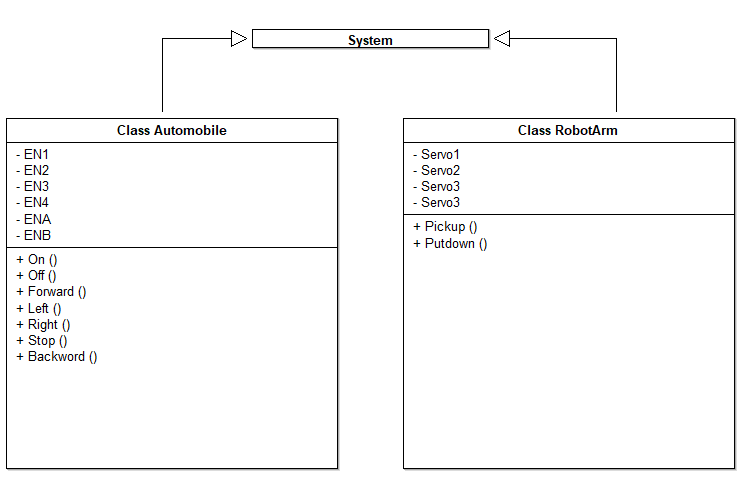 System
Class Automobile
- EN1
- EN2
- EN3
- EN4
- ENA
- ENB
+ On ()
+ Off ()
+ Forward ()
+ Left ()
+ Right ()
+ Stop ()
+ Backword ()
Class RobotArm
- Servo1
- Servo2
- Servo3
- Servo3
+ Pickup ()
+ Putdown ()